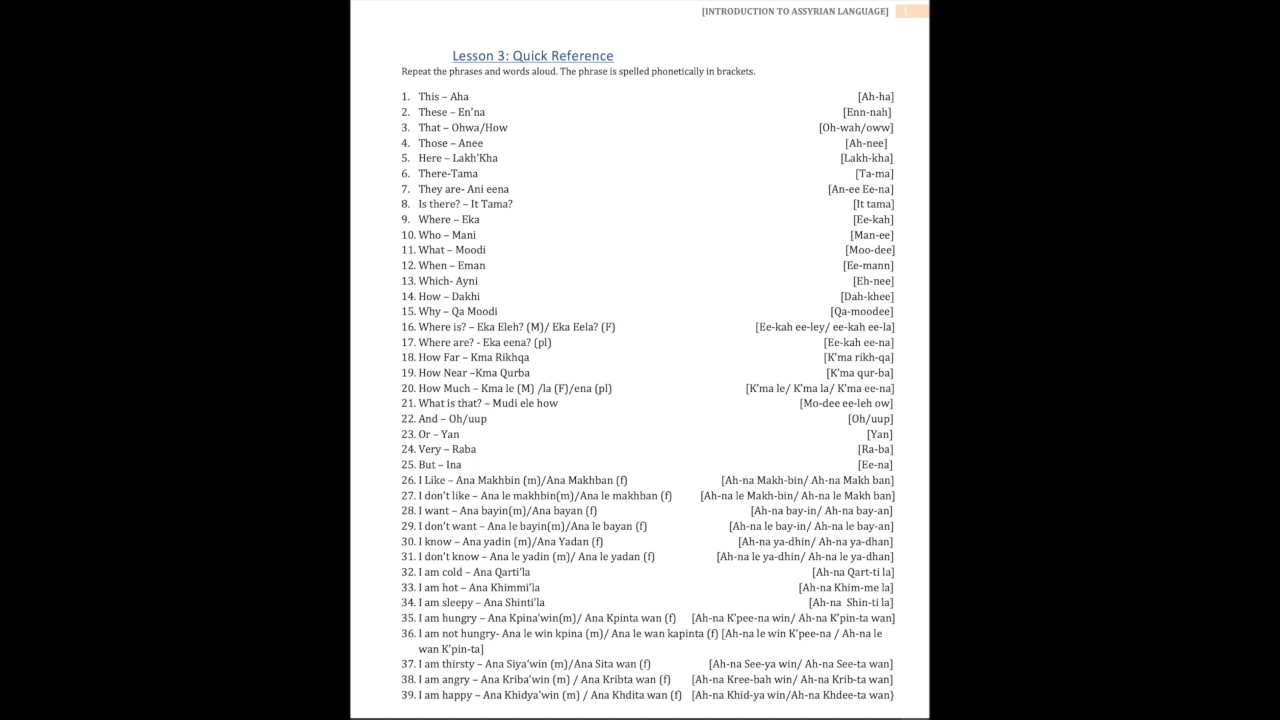 [INTRODUCTION TO ASSYRIAN LANGUAGE] 1
Lesson 3: Quick Reference
Repeat the phrases and words aloud. The phrase is spelled phonetically in brackets.
1. This – Aha [Ah-ha]
2. These – En’na [Enn-nah]
3. That – Ohwa/How [Oh-wah/oww]
4. Those – Anee [Ah-nee]
5. Here – Lakh’Kha [Lakh-kha]
6. There-Tama [Ta-ma]
7. They are- Ani eena [An-ee Ee-na]
8. Is there? – It Tama? [It tama]
9. Where – Eka [Ee-kah]
10. Who – Mani [Man-ee]
11. What – Moodi [Moo-dee]
12. When – Eman [Ee-mann]
13. Which- Ayni [Eh-nee]
14. How – Dakhi [Dah-khee]
15. Why – Qa Moodi [Qa-moodee]
16. Where is? – Eka Eleh? (M)/ Eka Eela? (F) [Ee-kah ee-ley/ ee-kah ee-la]
17. Where are? - Eka eena? (pl) [Ee-kah ee-na]
18. How Far – Kma Rikhqa [K’ma rikh-qa]
19. How Near –Kma Qurba [K’ma qur-ba]
20. How Much – Kma le (M) /la (F)/ena (pl) [K’ma le/ K’ma la/ K’ma ee-na]
21. What is that? – Mudi ele how [Mo-dee ee-leh ow]
22. And – Oh/uup [Oh/uup]
23. Or – Yan [Yan]
24. Very – Raba [Ra-ba]
25. But – Ina [Ee-na]
26. I Like – Ana Makhbin (m)/Ana Makhban (f) [Ah-na Makh-bin/ Ah-na Makh ban]
27. I don’t like – Ana le makhbin(m)/Ana le makhban (f) [Ah-na le Makh-bin/ Ah-na le Makh ban]
28. I want – Ana bayin(m)/Ana bayan (f) [Ah-na bay-in/ Ah-na bay-an]
29. I don’t want – Ana le bayin(m)/Ana le bayan (f) [Ah-na le bay-in/ Ah-na le bay-an]
30. I know – Ana yadin (m)/Ana Yadan (f) [Ah-na ya-dhin/ Ah-na ya-dhan]
31. I don’t know – Ana le yadin (m)/ Ana le yadan (f) [Ah-na le ya-dhin/ Ah-na le ya-dhan]
32. I am cold – Ana Qarti’la [Ah-na Qart-ti la]
33. I am hot – Ana Khimmi’la [Ah-na Khim-me la]
34. I am sleepy – Ana Shinti’la [Ah-na Shin-ti la]
35. I am hungry – Ana Kpina’win(m)/ Ana Kpinta wan (f) [Ah-na K’pee-na win/ Ah-na K’pin-ta wan]
36. I am not hungry- Ana le win kpina (m)/ Ana le wan kapinta (f) [Ah-na le win K’pee-na / Ah-na le
wan K’pin-ta]
37. I am thirsty – Ana Siya’win (m)/Ana Sita wan (f) [Ah-na See-ya win/ Ah-na See-ta wan]
38. I am angry – Ana Kriba’win (m) / Ana Kribta wan (f) [Ah-na Kree-bah win/ Ah-na Krib-ta wan]
39. I am happy – Ana Khidya’win (m) / Ana Khdita wan (f) [Ah-na Khid-ya win/Ah-na Khdee-ta wan}